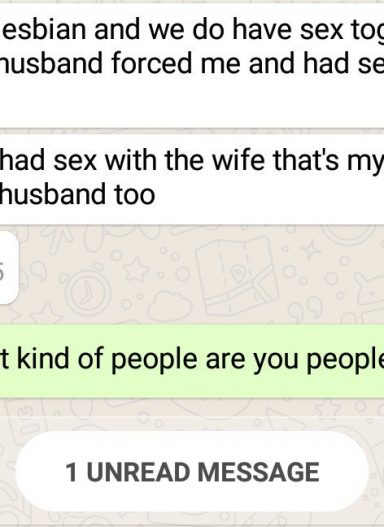 esbian and we do have sex tog
husband forced me and had se
had sex with the wife that's my
husband too
5
t kind of people are you people
1 UNREAD MESSAGE